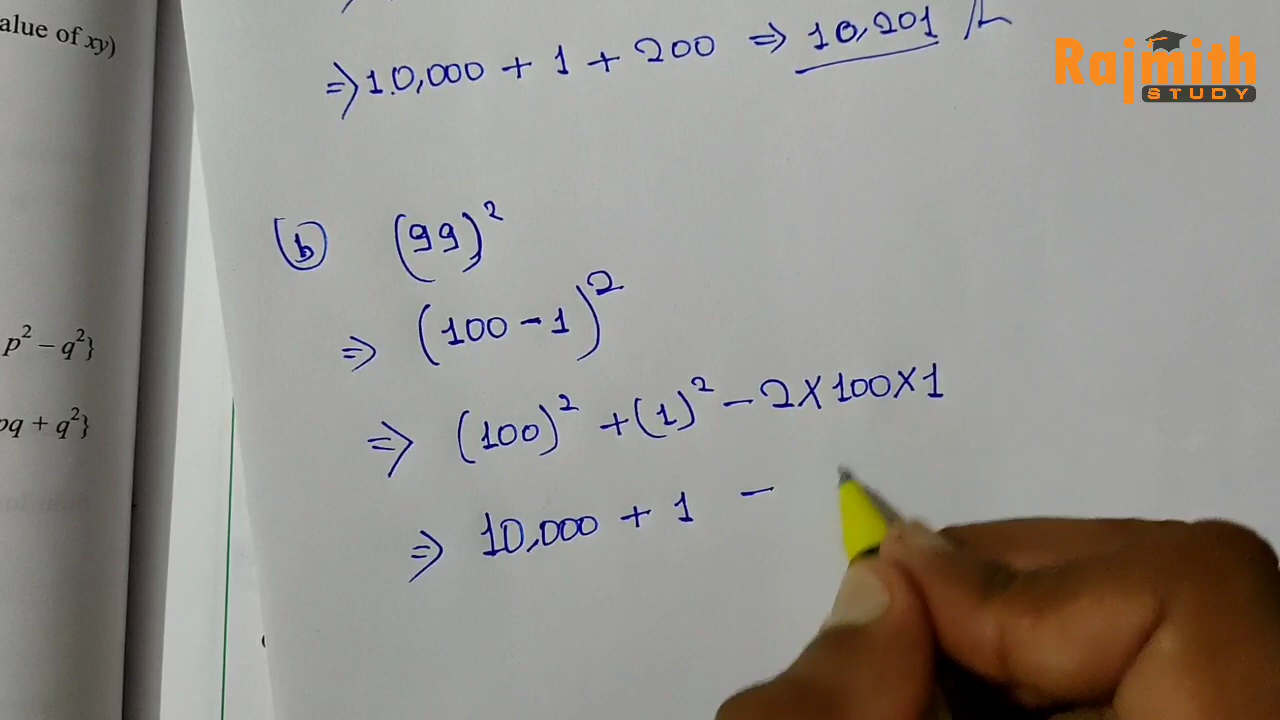 alue of xy)
⇒ 10,000 + 1 + 200 ⇒ 10,201
Rajmith
STUDY
(b) (99)²
⇒ (100 - 1)²
p² – q²}
⇒ (100)² + (1)² - 2 × 100 × 1
pq + q²}
⇒ 10,000 + 1 -